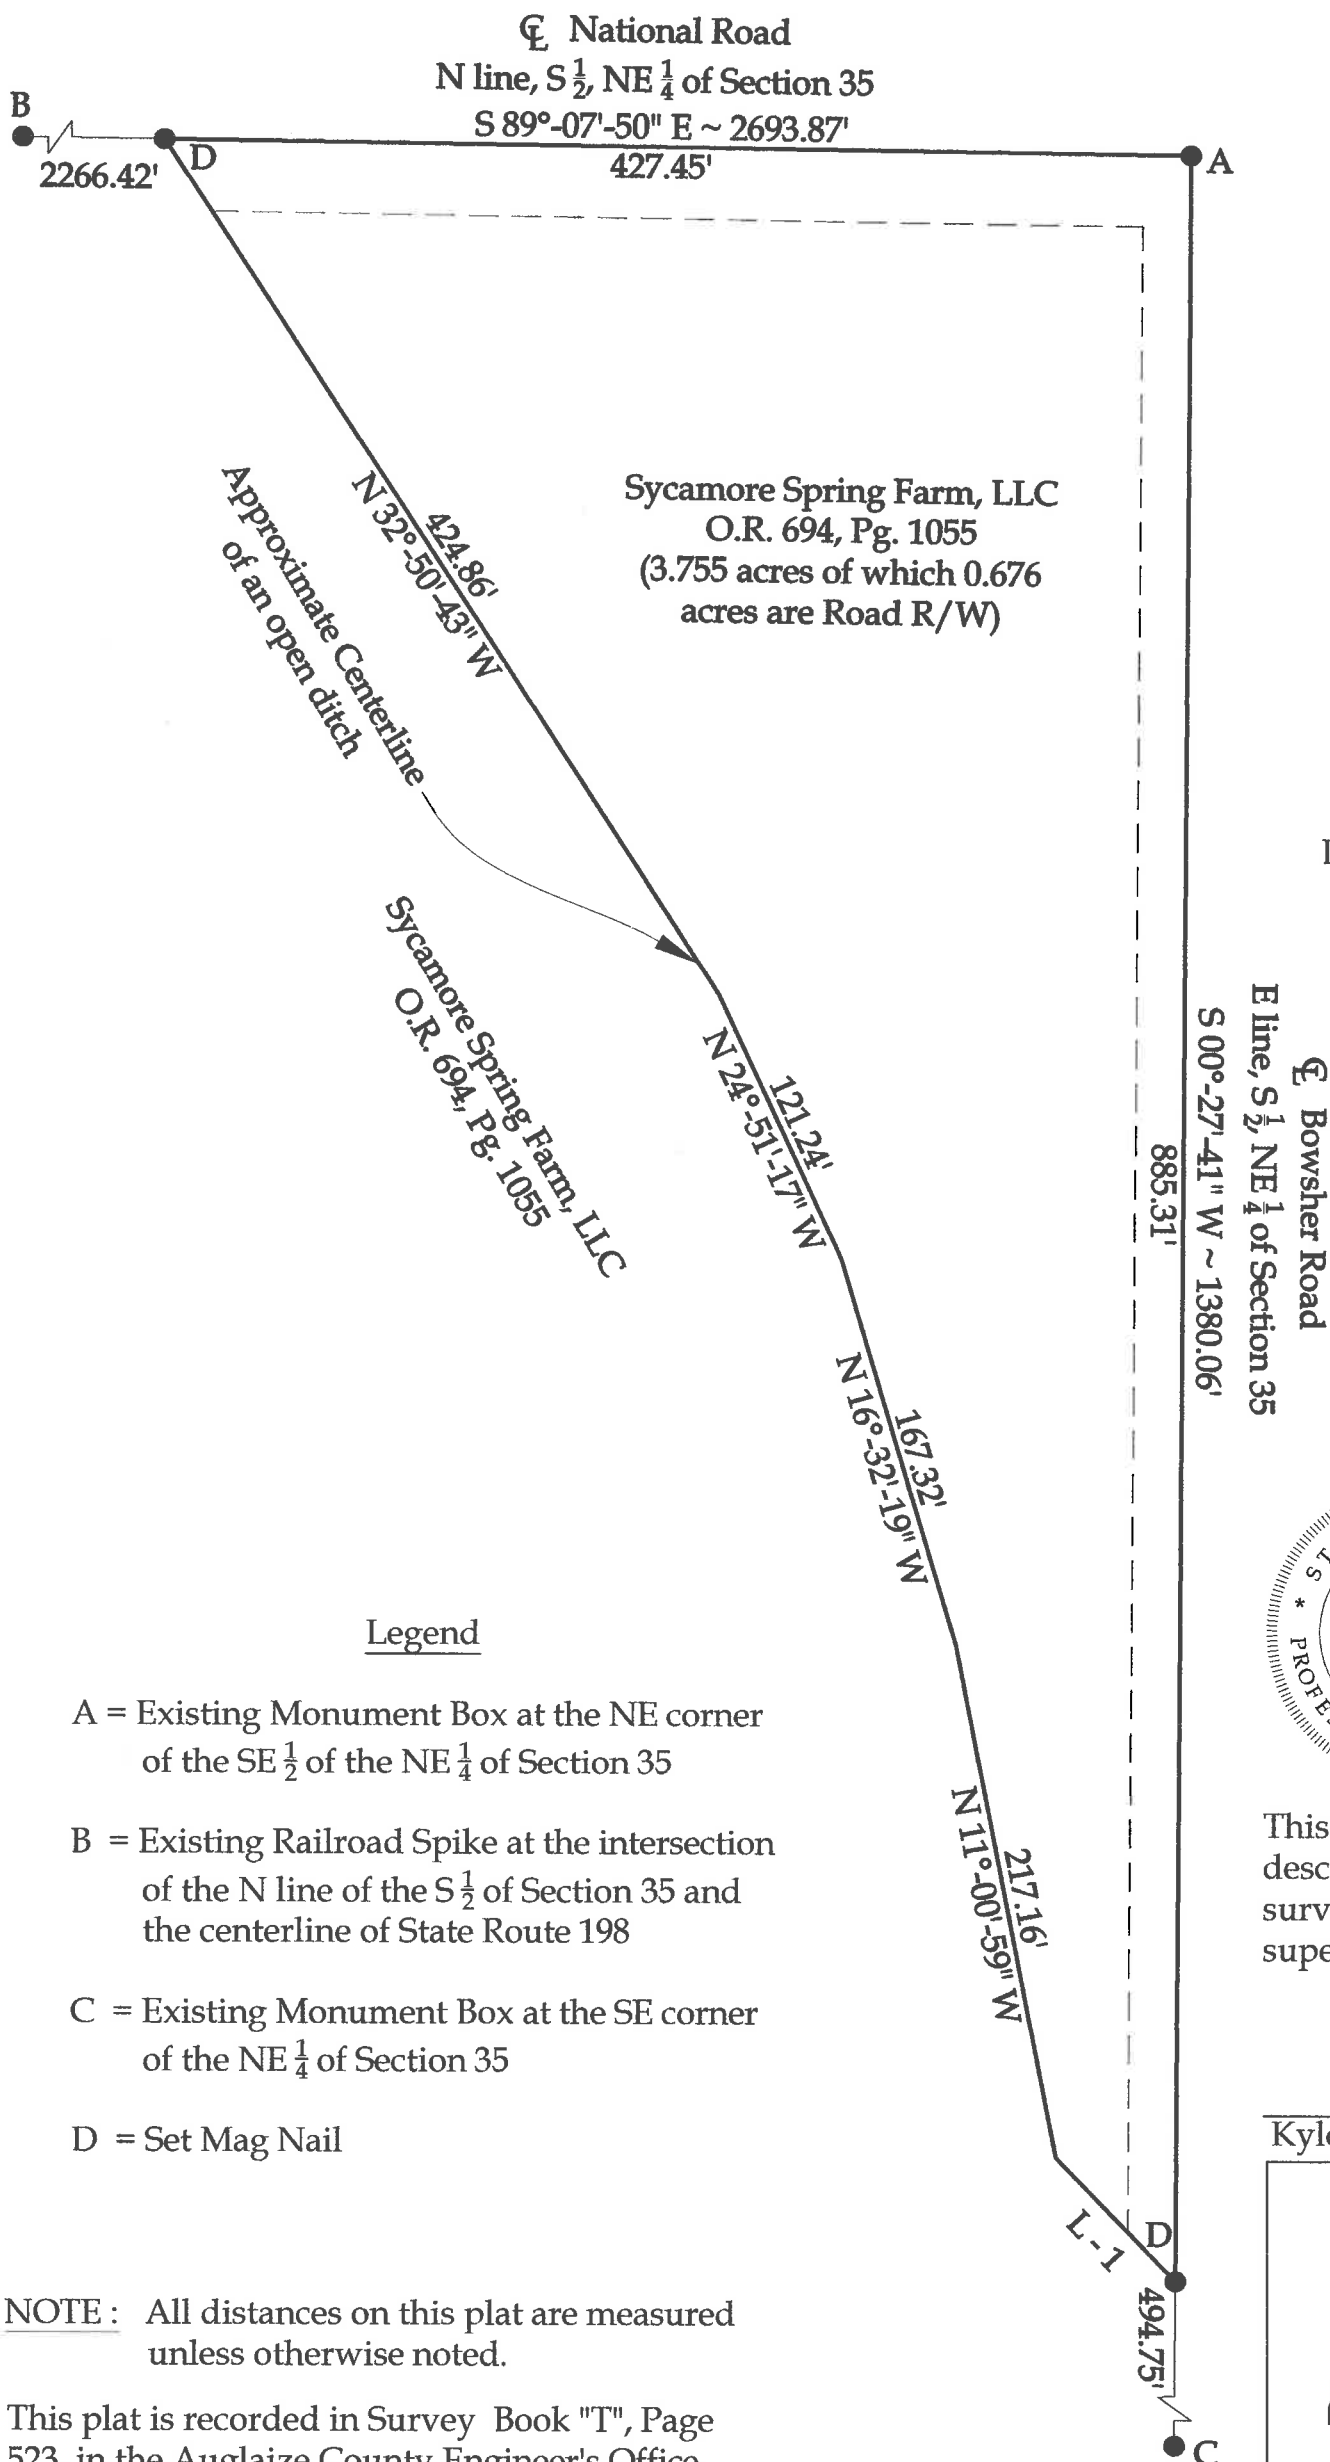 ℄ National Road
N line, S 1/2, NE 1/4 of Section 35
S 89°-07'-50" E ~ 2693.87'
B
D
A
2266.42'
427.45'
Sycamore Spring Farm, LLC
O.R. 694, Pg. 1055
(3.755 acres of which 0.676
acres are Road R/W)
424.86'
N 32°-50'-43" W
Approximate Centerline
of an open ditch
Sycamore Spring Farm, LLC
O.R. 694, Pg. 1055
121.24'
N 24°-51'-17" W
℄ Bowsher Road
E line, S 1/2, NE 1/4 of Section 35
S 00°-27'-41" W ~ 1380.06'
885.31'
167.32'
N 16°-32'-19" W
217.16'
N 11°-00'-59" W
Legend
A = Existing Monument Box at the NE corner
of the SE 1/2 of the NE 1/4 of Section 35
B = Existing Railroad Spike at the intersection
of the N line of the S 1/2 of Section 35 and
the centerline of State Route 198
C = Existing Monument Box at the SE corner
of the NE 1/4 of Section 35
D = Set Mag Nail
This
desc
surv
supe
L - 1
D
494.75'
C
NOTE : All distances on this plat are measured
unless otherwise noted.
This plat is recorded in Survey Book "T", Page
523, in the Auglaize County Engineer's Office